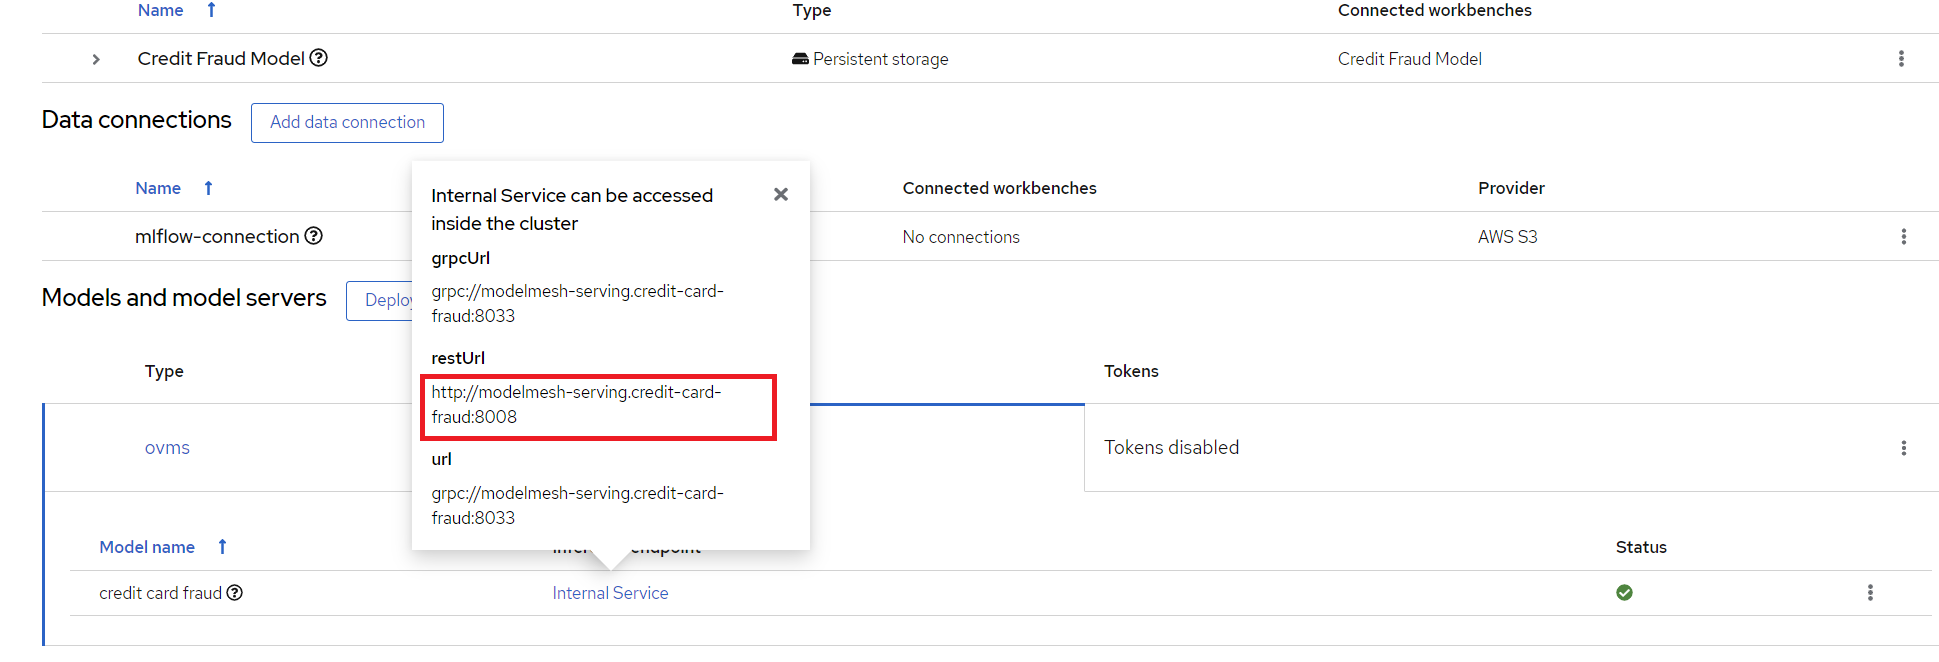 Name Type Connected workbenches
Credit Fraud Model Persistent storage Credit Fraud Model
Data connections Add data connection
Name Connected workbenches Provider
mlflow-connection No connections AWS S3
Models and model servers
Internal Service can be accessed
inside the cluster
grpcUrl
grpc://modelmesh-serving.credit-card-
fraud:8033
restUrl
http://modelmesh-serving.credit-card-
fraud:8008
url
grpc://modelmesh-serving.credit-card-
fraud:8033
Type Tokens
ovms Tokens disabled
Model name Status
credit card fraud Internal Service